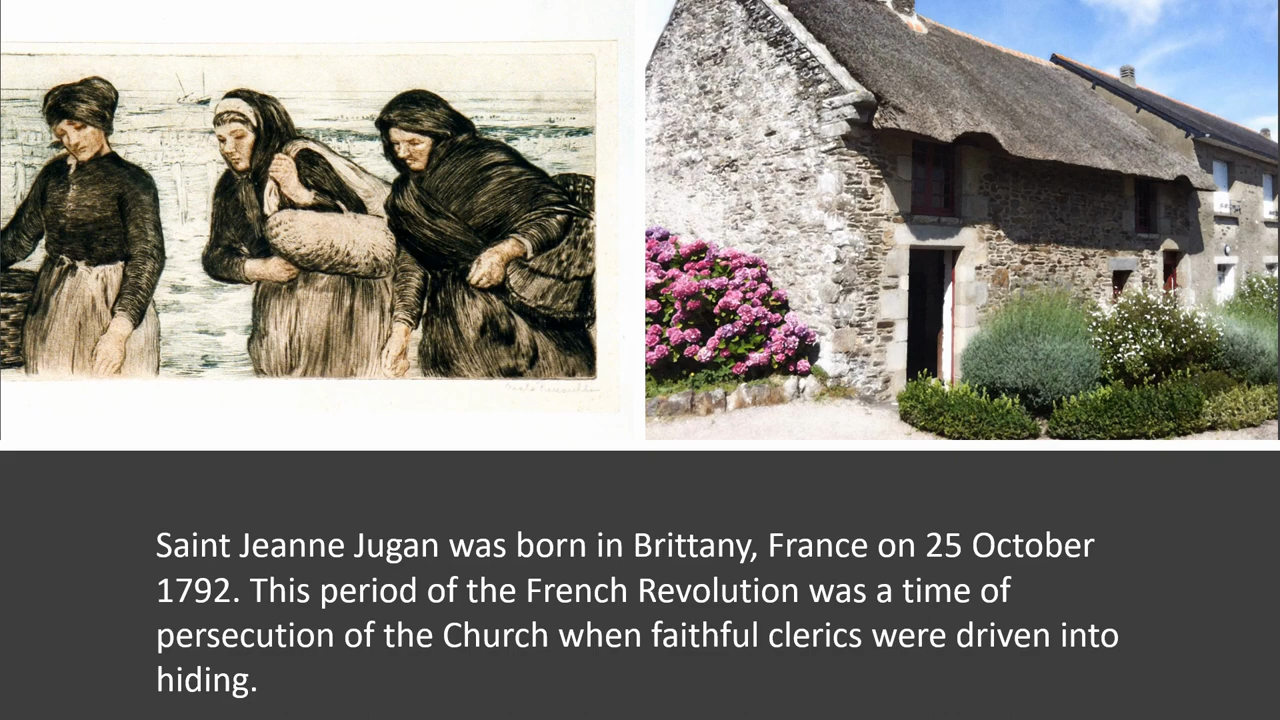 Saint Jeanne Jugan was born in Brittany, France on 25 October
1792. This period of the French Revolution was a time of
persecution of the Church when faithful clerics were driven into
hiding.